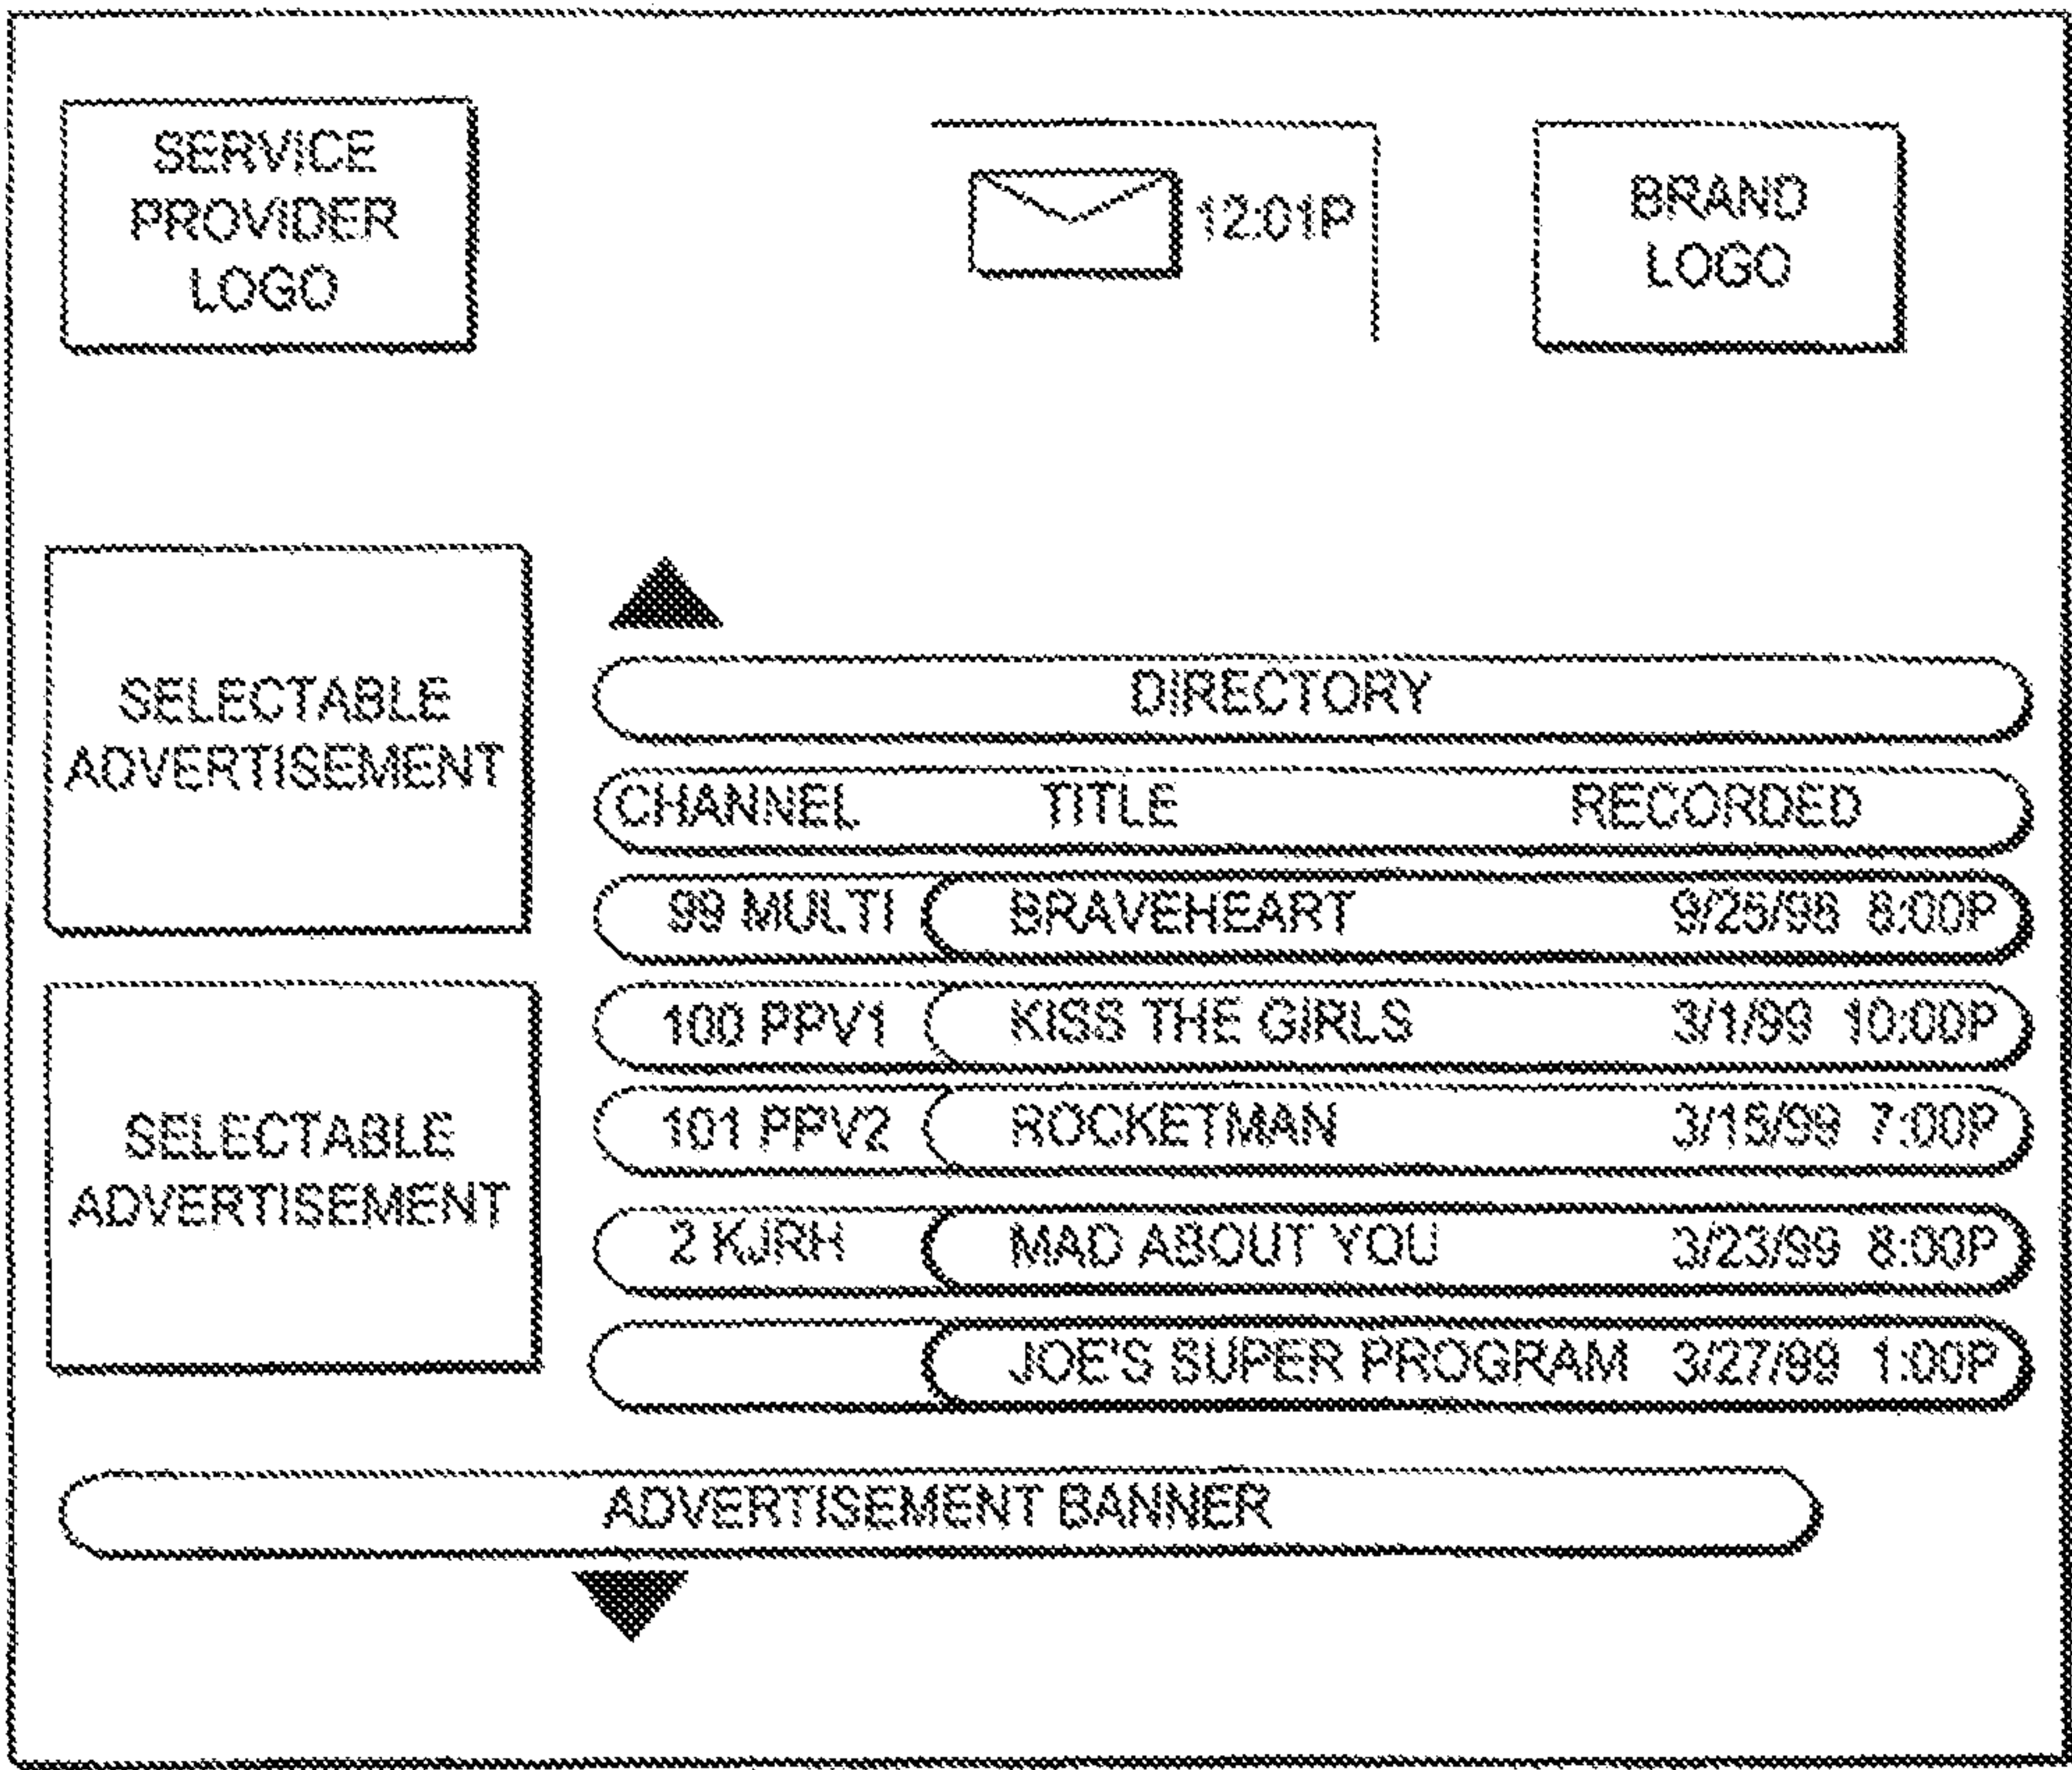 SERVICE
PROVIDER
LOGO
12:01P
BRAND
LOGO
SELECTABLE
ADVERTISEMENT
SELECTABLE
ADVERTISEMENT
DIRECTORY
CHANNEL TITLE RECORDED
99 MULTI BRAVEHEART 9/25/98 8:00P
100 PPV1 KISS THE GIRLS 3/1/99 10:00P
101 PPV2 ROCKETMAN 3/15/99 7:00P
2 KJRH MAD ABOUT YOU 3/23/99 8:00P
JOE'S SUPER PROGRAM 3/27/99 1:00P
ADVERTISEMENT BANNER